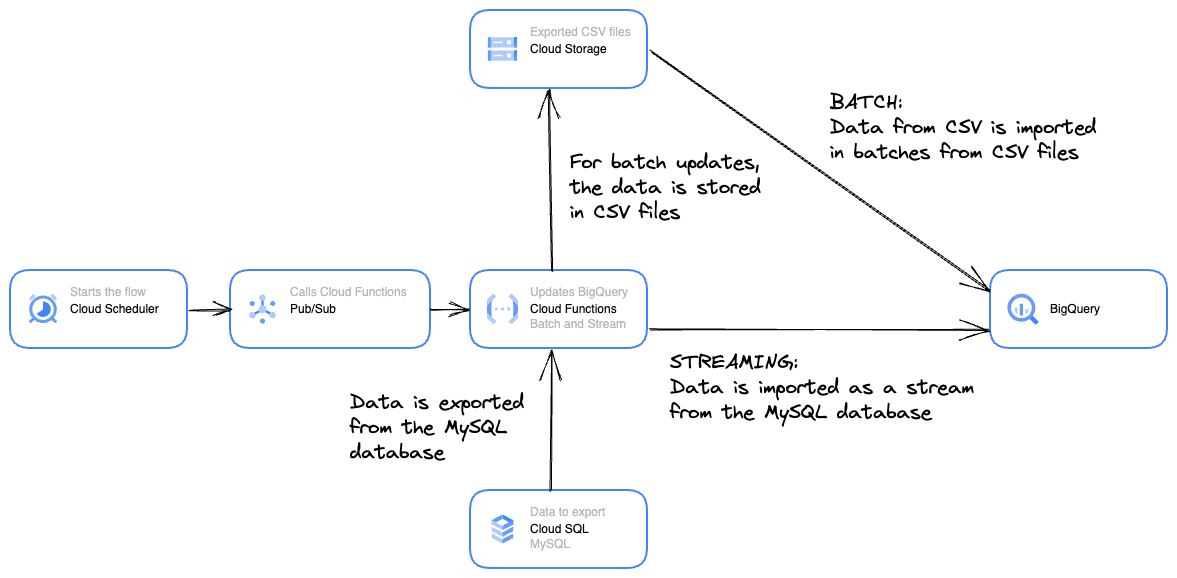 Exported CSV files
Cloud Storage
BATCH:
Data from CSV is imported
in batches from CSV files
For batch updates,
the data is stored
in CSV files
Starts the flow
Cloud Scheduler
Calls Cloud Functions
Pub/Sub
Updates BigQuery
Cloud Functions
Batch and Stream
BigQuery
STREAMING:
Data is imported as a stream
from the MySQL database
Data is exported
from the MySQL
database
Data to export
Cloud SQL
MySQL